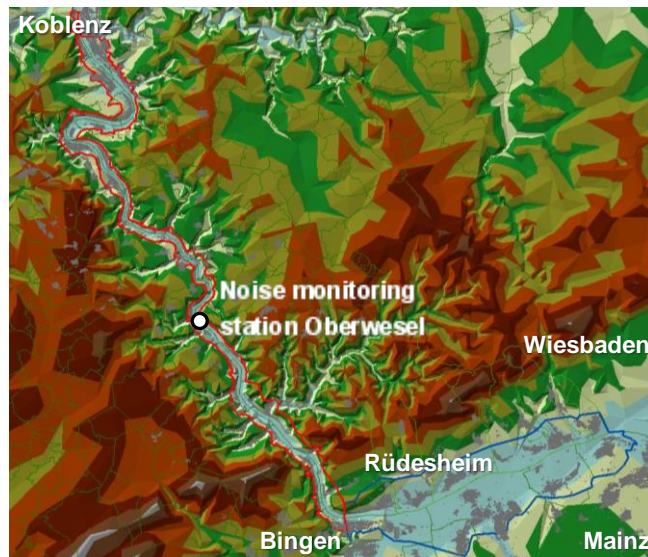 Koblenz
Noise monitoring
station Oberwesel
Wiesbaden
Rüdesheim
Bingen
Mainz